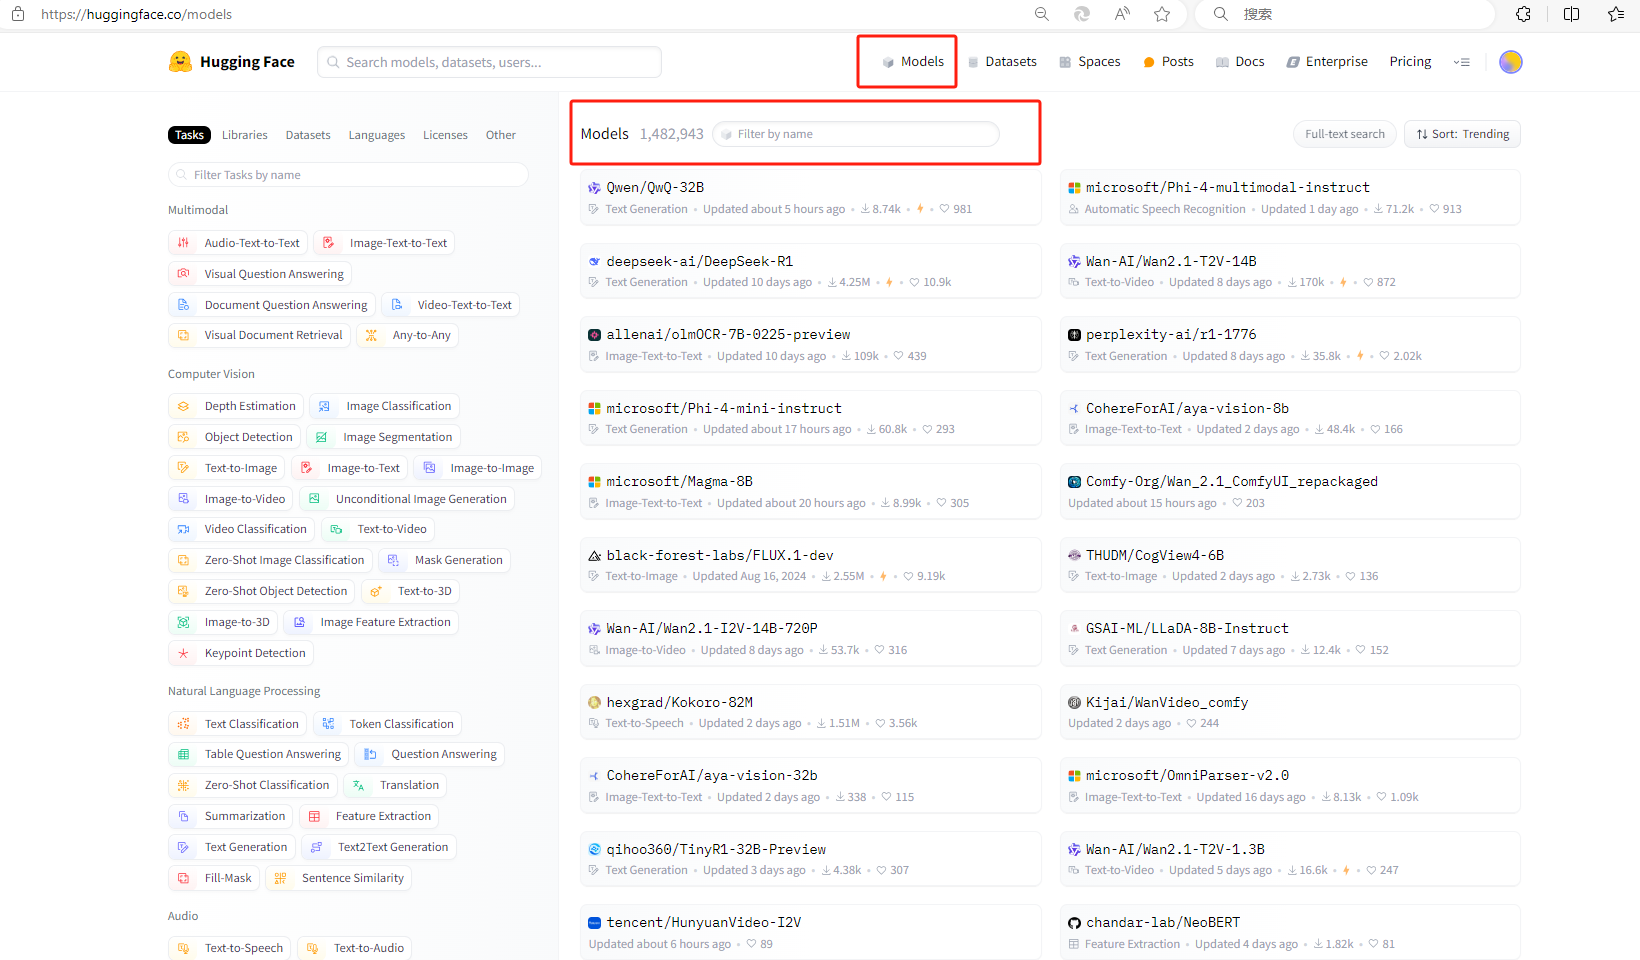 https://huggingface.co/models
搜索
Hugging Face
Search models, datasets, users...
Models
Datasets
Spaces
Posts
Docs
Enterprise
Pricing
Tasks Libraries Datasets Languages Licenses Other
Filter Tasks by name
Multimodal
Audio-Text-to-Text Image-Text-to-Text
Visual Question Answering
Document Question Answering Video-Text-to-Text
Visual Document Retrieval Any-to-Any
Computer Vision
Depth Estimation Image Classification
Object Detection Image Segmentation
Text-to-Image Image-to-Text Image-to-Image
Image-to-Video Unconditional Image Generation
Video Classification Text-to-Video
Zero-Shot Image Classification Mask Generation
Zero-Shot Object Detection Text-to-3D
Image-to-3D Image Feature Extraction
Keypoint Detection
Natural Language Processing
Text Classification Token Classification
Table Question Answering Question Answering
Zero-Shot Classification Translation
Summarization Feature Extraction
Text Generation Text2Text Generation
Fill-Mask Sentence Similarity
Audio
Text-to-Speech Text-to-Audio
Models 1,482,943 Filter by name
Full-text search Sort: Trending
Qwen/QwQ-32B
Text Generation • Updated about 5 hours ago • 8.74k • • 981
microsoft/Phi-4-multimodal-instruct
Automatic Speech Recognition • Updated 1 day ago • 71.2k • 913
deepseek-ai/DeepSeek-R1
Text Generation • Updated 10 days ago • 4.25M • • 10.9k
Wan-AI/Wan2.1-T2V-14B
Text-to-Video • Updated 8 days ago • 170k • • 872
allenai/olmOCR-7B-0225-preview
Image-Text-to-Text • Updated 10 days ago • 109k • 439
perplexity-ai/r1-1776
Text Generation • Updated 8 days ago • 35.8k • • 2.02k
microsoft/Phi-4-mini-instruct
Text Generation • Updated about 17 hours ago • 60.8k • 293
CohereForAI/aya-vision-8b
Image-Text-to-Text • Updated 2 days ago • 48.4k • 166
microsoft/Magma-8B
Image-Text-to-Text • Updated about 20 hours ago • 8.99k • 305
Comfy-Org/Wan_2.1_ComfyUI_repackaged
Updated about 15 hours ago • 203
black-forest-labs/FLUX.1-dev
Text-to-Image • Updated Aug 16, 2024 • 2.55M • • 9.19k
THUDM/CogView4-6B
Text-to-Image • Updated 2 days ago • 2.73k • 136
Wan-AI/Wan2.1-I2V-14B-720P
Image-to-Video • Updated 8 days ago • 53.7k • 316
GSAI-ML/LLaDA-8B-Instruct
Text Generation • Updated 7 days ago • 12.4k • 152
hexgrad/Kokoro-82M
Text-to-Speech • Updated 2 days ago • 1.51M • 3.56k
Kijai/WanVideo_comfy
Updated 2 days ago • 244
CohereForAI/aya-vision-32b
Image-Text-to-Text • Updated 2 days ago • 338 • 115
microsoft/OmniParser-v2.0
Image-Text-to-Text • Updated 16 days ago • 8.13k • 1.09k
qihoo360/TinyR1-32B-Preview
Text Generation • Updated 3 days ago • 4.38k • 307
Wan-AI/Wan2.1-T2V-1.3B
Text-to-Video • Updated 5 days ago • 16.6k • • 247
tencent/HunyuanVideo-I2V
Updated about 6 hours ago • 89
chandar-lab/NeoBERT
Feature Extraction • Updated 4 days ago • 1.82k • 81